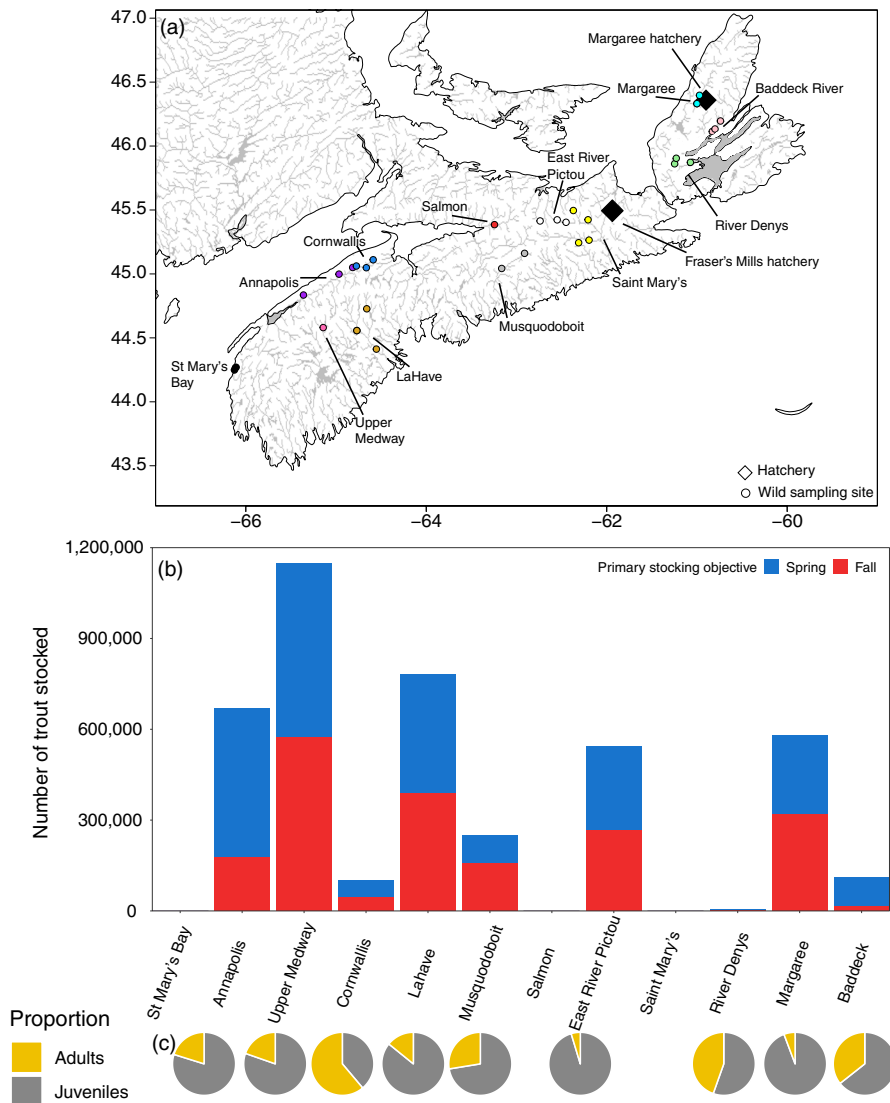 (a)
47.0
46.5
46.0
45.5
45.0
44.5
44.0
43.5
Margaree hatchery
Margaree
Baddeck River
East River
Pictou
Salmon
River Denys
Cornwallis
Fraser's Mills hatchery
Annapolis
Saint Mary's
Musquodoboit
St Mary's
Bay
LaHave
Upper
Medway
Hatchery
Wild sampling site
−66
−64
−62
−60
(b)
Primary stocking objective
Spring
Fall
Number of trout stocked
1,200,000
900,000
600,000
300,000
0
St Mary's Bay
Annapolis
Upper Medway
Cornwallis
Lahave
Musquodoboit
Salmon
East River Pictou
Saint Mary's
River Denys
Margaree
Baddeck
Proportion
Adults
Juveniles
(c)